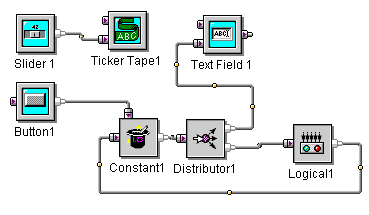 42
ABC
Slider 1
Ticker Tape1
ABC
Text Field 1
Button1
Constant1
Distributor1
Logical1